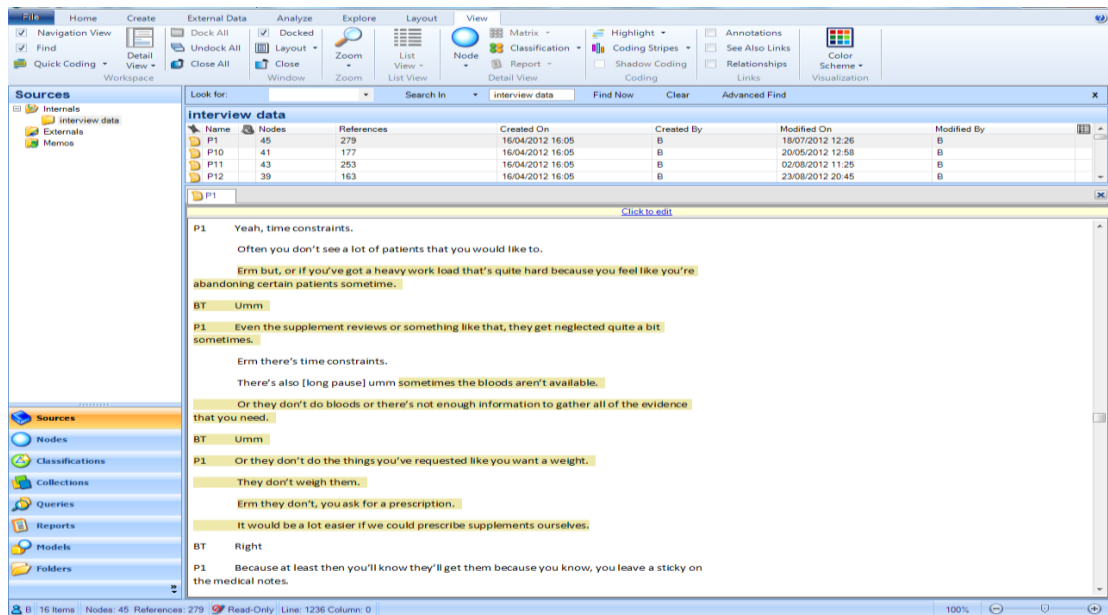 File Home Create External Data Analyze Explore Layout View
Navigation View Dock All Docked Matrix Highlight Annotations
Find Undock All Layout Classification Coding Stripes See Also Links
Quick Coding Detail View Close All Close Zoom List View Node Report Shadow Coding Relationships Color Scheme
Workspace Window Zoom List View Detail View Coding Links Visualization
Sources Look for: Search In interview data Find Now Clear Advanced Find x
Internals
interview data
Externals
Memos
interview data
Name Nodes References Created On Created By Modified On Modified By
P1 45 279 16/04/2012 16:05 B 18/07/2012 12:26 B
P10 41 177 16/04/2012 16:05 B 20/05/2012 12:58 B
P11 43 253 16/04/2012 16:05 B 02/08/2012 11:25 B
P12 39 163 16/04/2012 16:05 B 23/08/2012 20:45 B
P1
Click to edit
P1 Yeah, time constraints.
Often you don't see a lot of patients that you would like to.
Erm but, or if you've got a heavy work load that's quite hard because you feel like you're
abandoning certain patients sometime.
BT Umm
P1 Even the supplement reviews or something like that, they get neglected quite a bit
sometimes.
Erm there's time constraints.
There's also [long pause] umm sometimes the bloods aren't available.
Or they don't do bloods or there's not enough information to gather all of the evidence
that you need.
BT Umm
P1 Or they don't do the things you've requested like you want a weight.
They don't weigh them.
Erm they don't, you ask for a prescription.
It would be a lot easier if we could prescribe supplements ourselves.
BT Right
P1 Because at least then you'll know they'll get them because you know, you leave a sticky on
the medical notes.
Sources
Nodes
Classifications
Collections
Queries
Reports
Models
Folders
B 16 Items Nodes: 45 References: 279 Read-Only Line: 1236 Column: 0 100%